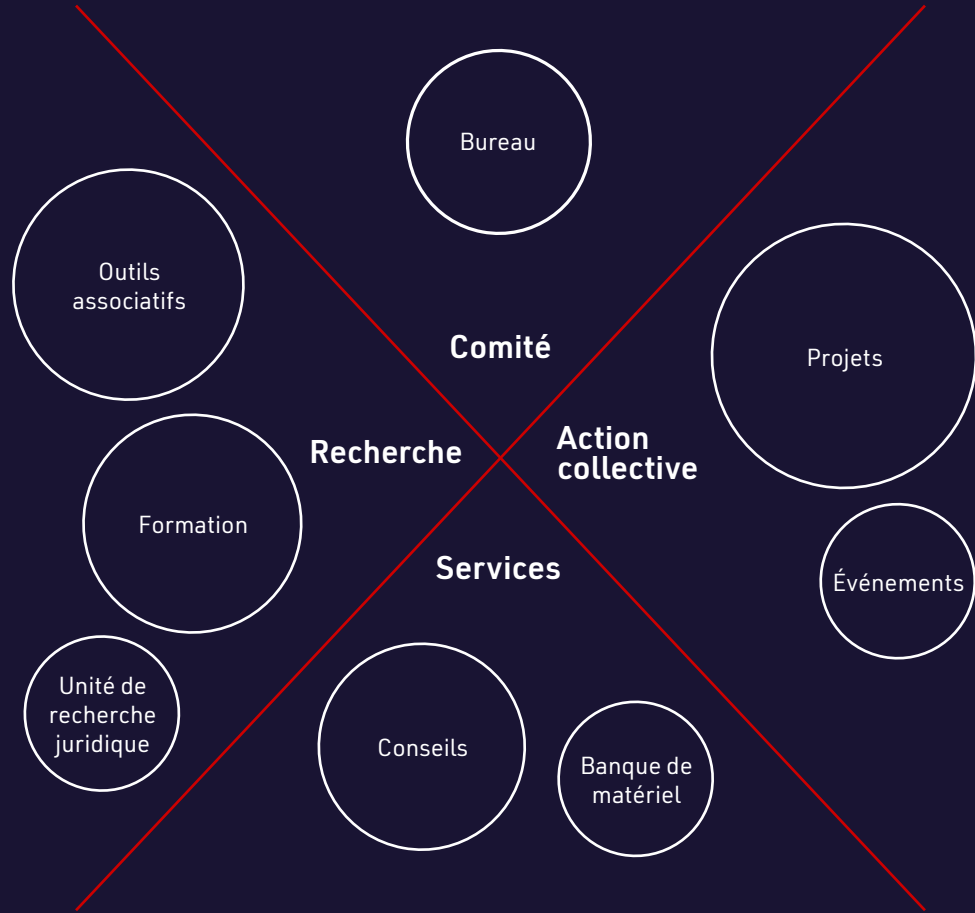 Bureau
Outils
associatifs
Comité
Projets
Recherche
Action
collective
Formation
Services
Événements
Unité de
recherche
juridique
Conseils
Banque de
matériel